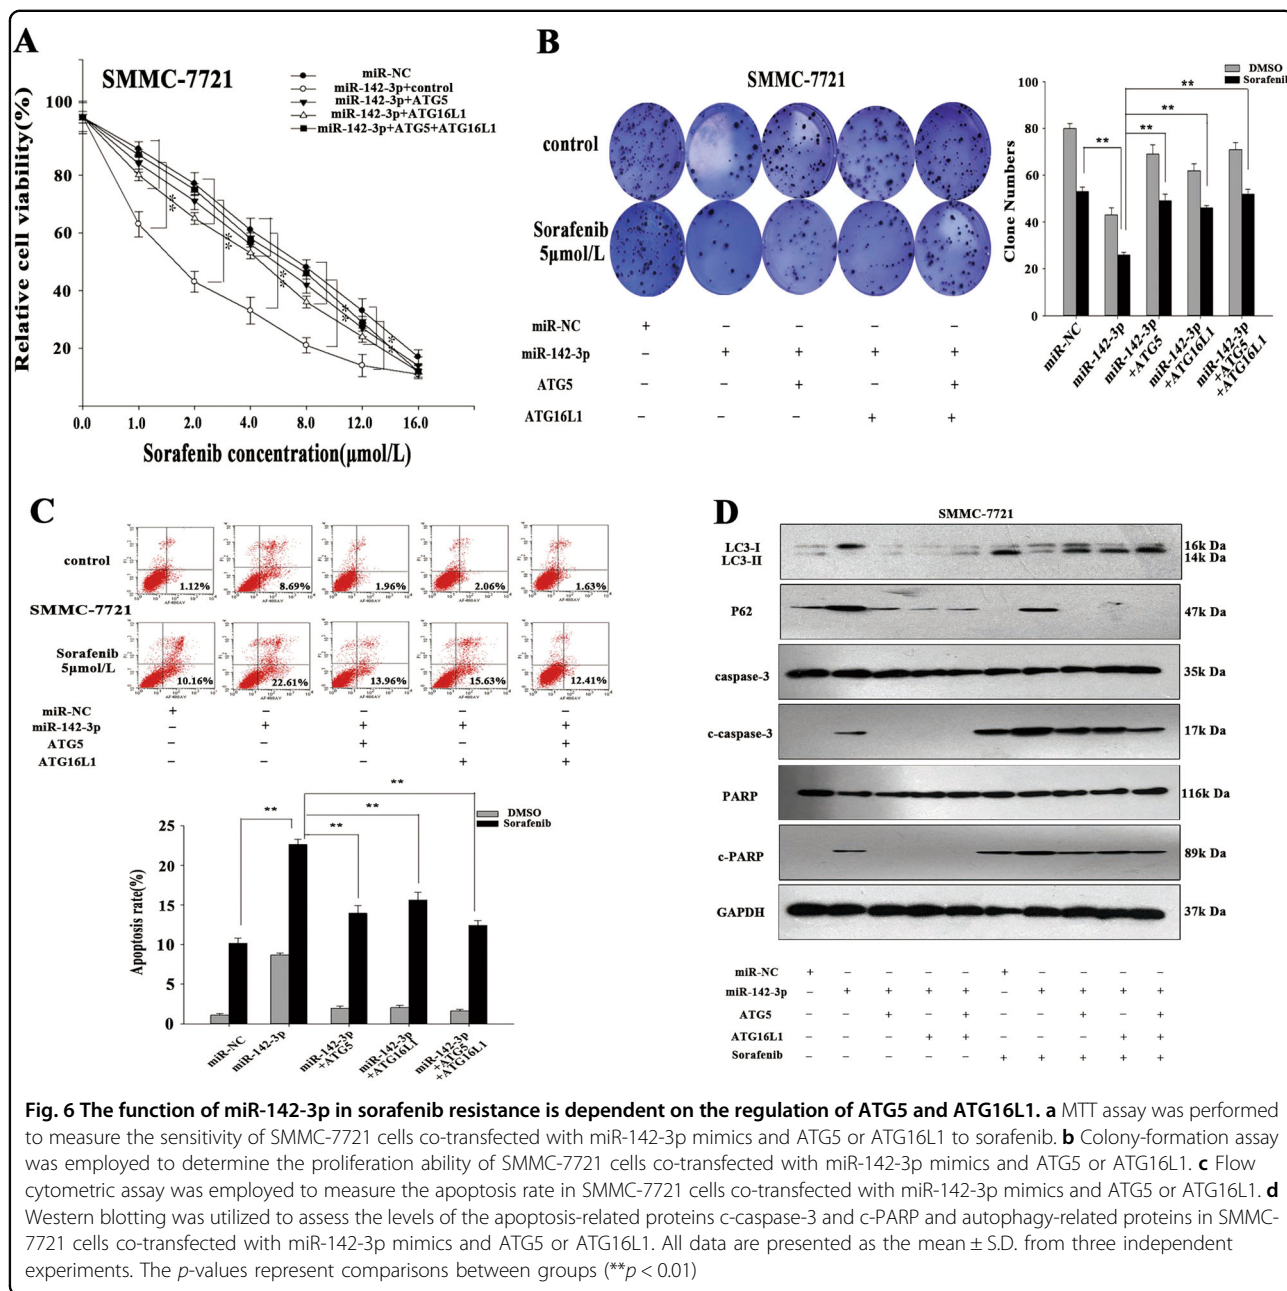 A
SMMC-7721
miR-NC
miR-142-3p+control
miR-142-3p+ATG5
miR-142-3p+ATG16L1
miR-142-3p+ATG5+ATG16L1
Relative cell viability(%)
100
80
60
40
20
**
**
**
**
**
0.0 1.0 2.0 4.0 8.0 12.0 16.0
Sorafenib concentration(μmol/L)
B
SMMC-7721
control
Sorafenib
5μmol/L
miR-NC + – – – –
miR-142-3p – + + + +
ATG5 – – + – +
ATG16L1 – – – + +
DMSO
Sorafenib
Clone Numbers
100
80
60
40
20
0
**
**
**
**
miR-NC
miR-142-3p
miR-142-3p
+ATG5
miR-142-3p
+ATG16L1
miR-142-3p
+ATG5
+ATG16L1
C
control
1.12% 8.69% 1.96% 2.06% 1.63%
SMMC-7721
Sorafenib
5μmol/L
10.16% 22.61% 13.96% 15.63% 12.41%
miR-NC + – – – –
miR-142-3p – + + + +
ATG5 – – + – +
ATG16L1 – – – + +
DMSO
Sorafenib
Apoptosis rate(%)
25
20
15
10
5
0
**
**
**
**
miR-NC
miR-142-3p
miR-142-3p
+ATG5
miR-142-3p
+ATG16L1
miR-142-3p
+ATG5
+ATG16L1
D
SMMC-7721
LC3-I 16k Da
LC3-II 14k Da
P62 47k Da
caspase-3 35k Da
c-caspase-3 17k Da
PARP 116k Da
c-PARP 89k Da
GAPDH 37k Da
miR-NC + – – – – + – – – –
miR-142-3p – + + + + – + + + +
ATG5 – – + – + – – + – +
ATG16L1 – – – + + – – – + +
Sorafenib – – – – – + + + + +
Fig. 6 The function of miR-142-3p in sorafenib resistance is dependent on the regulation of ATG5 and ATG16L1. a MTT assay was performed
to measure the sensitivity of SMMC-7721 cells co-transfected with miR-142-3p mimics and ATG5 or ATG16L1 to sorafenib. b Colony-formation assay
was employed to determine the proliferation ability of SMMC-7721 cells co-transfected with miR-142-3p mimics and ATG5 or ATG16L1. c Flow
cytometric assay was employed to measure the apoptosis rate in SMMC-7721 cells co-transfected with miR-142-3p mimics and ATG5 or ATG16L1. d
Western blotting was utilized to assess the levels of the apoptosis-related proteins c-caspase-3 and c-PARP and autophagy-related proteins in SMMC-
7721 cells co-transfected with miR-142-3p mimics and ATG5 or ATG16L1. All data are presented as the mean ± S.D. from three independent
experiments. The p-values represent comparisons between groups (**p < 0.01)